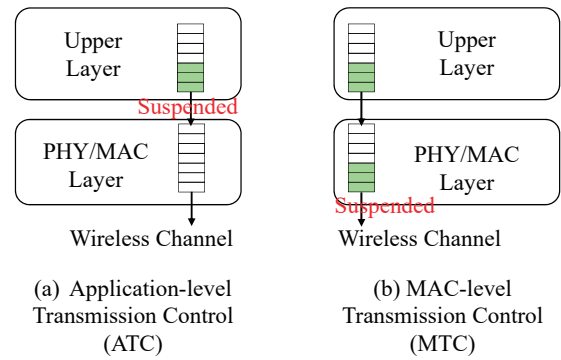 Upper
Layer
Suspended
PHY/MAC
Layer
Wireless Channel
(a) Application-level
Transmission Control
(ATC)
Upper
Layer
PHY/MAC
Layer
Suspended
Wireless Channel
(b) MAC-level
Transmission Control
(MTC)